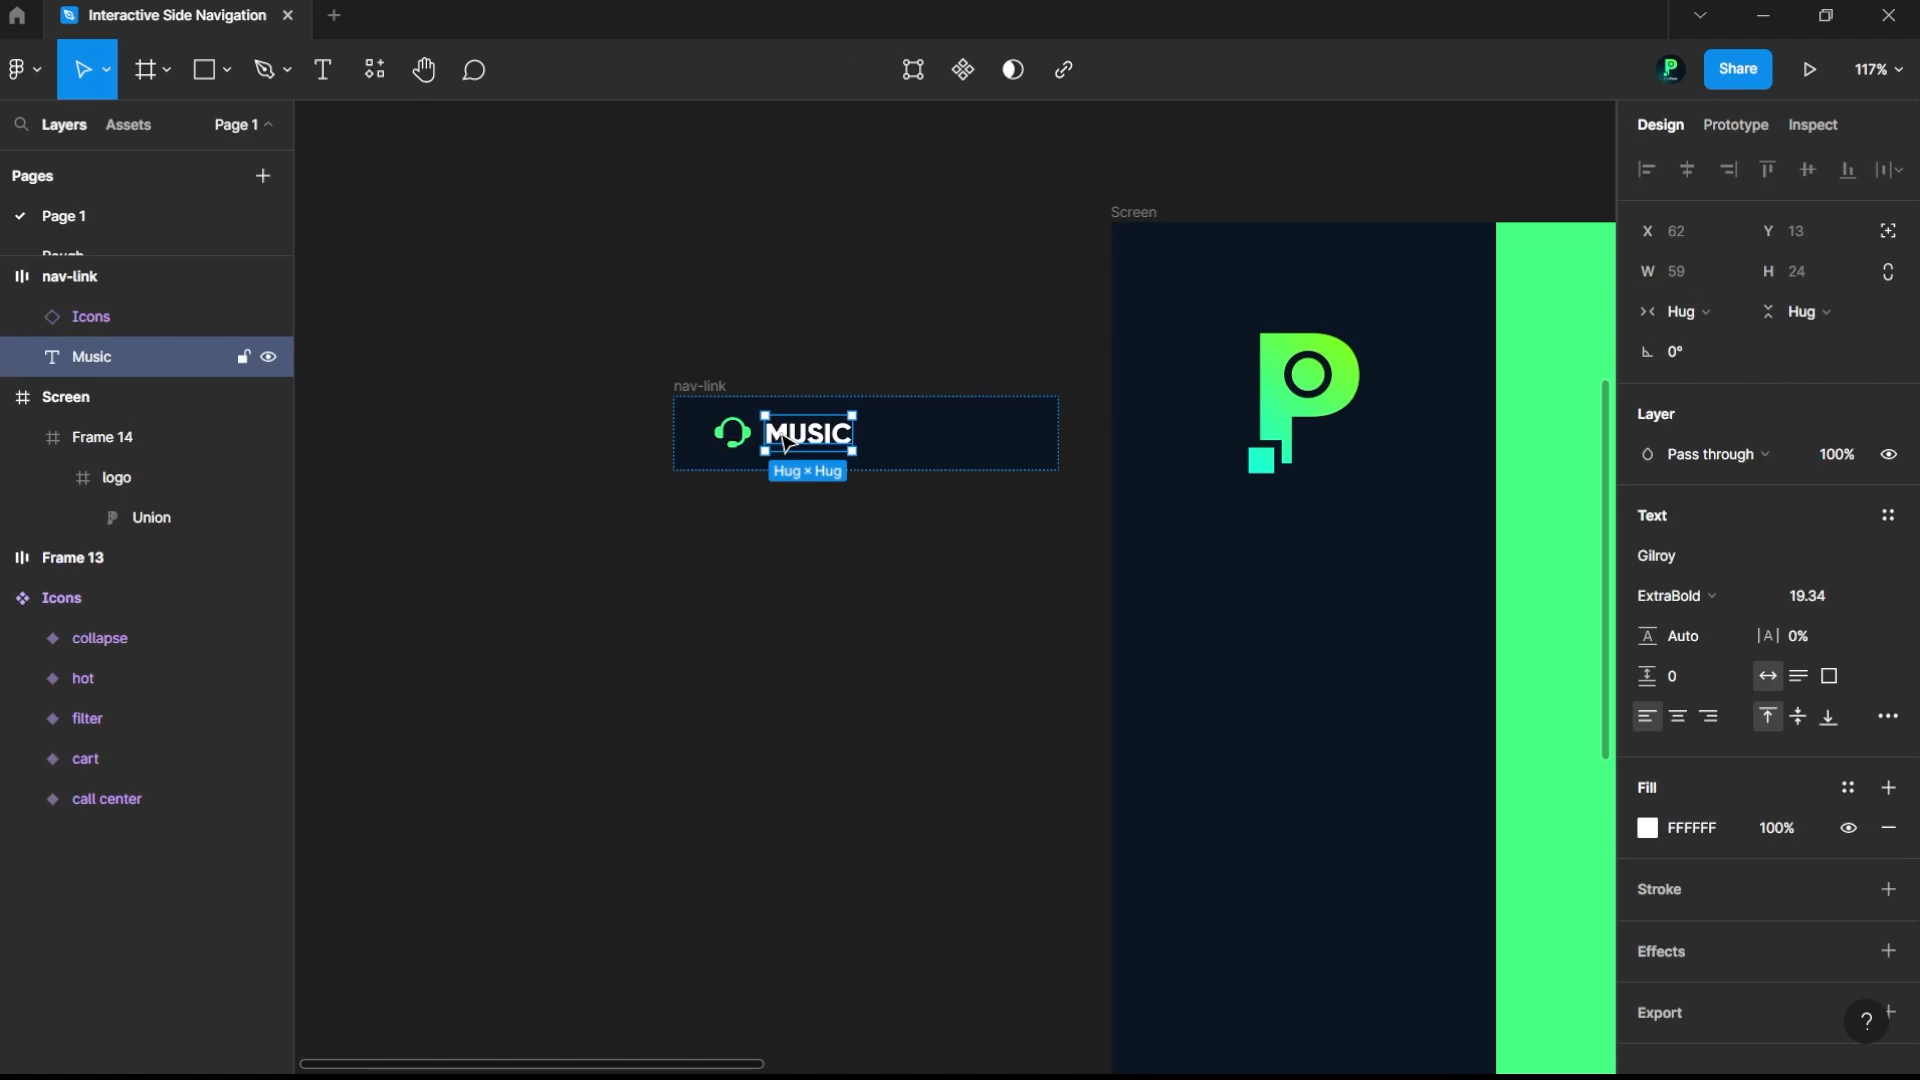 Interactive Side Navigation
Share
117%
Layers
Assets
Page 1
Pages
Page 1
Rough
nav-link
Icons
Music
Screen
Frame 14
logo
Union
Frame 13
Icons
collapse
hot
filter
cart
call center
nav-link
MUSIC
Hug × Hug
Screen
Design
Prototype
Inspect
X 62
Y 13
W 59
H 24
Hug
Hug
0°
Layer
Pass through
100%
Text
Gilroy
ExtraBold
19.34
A Auto
|A| 0%
0
Fill
FFFFFF
100%
Stroke
Effects
Export
?